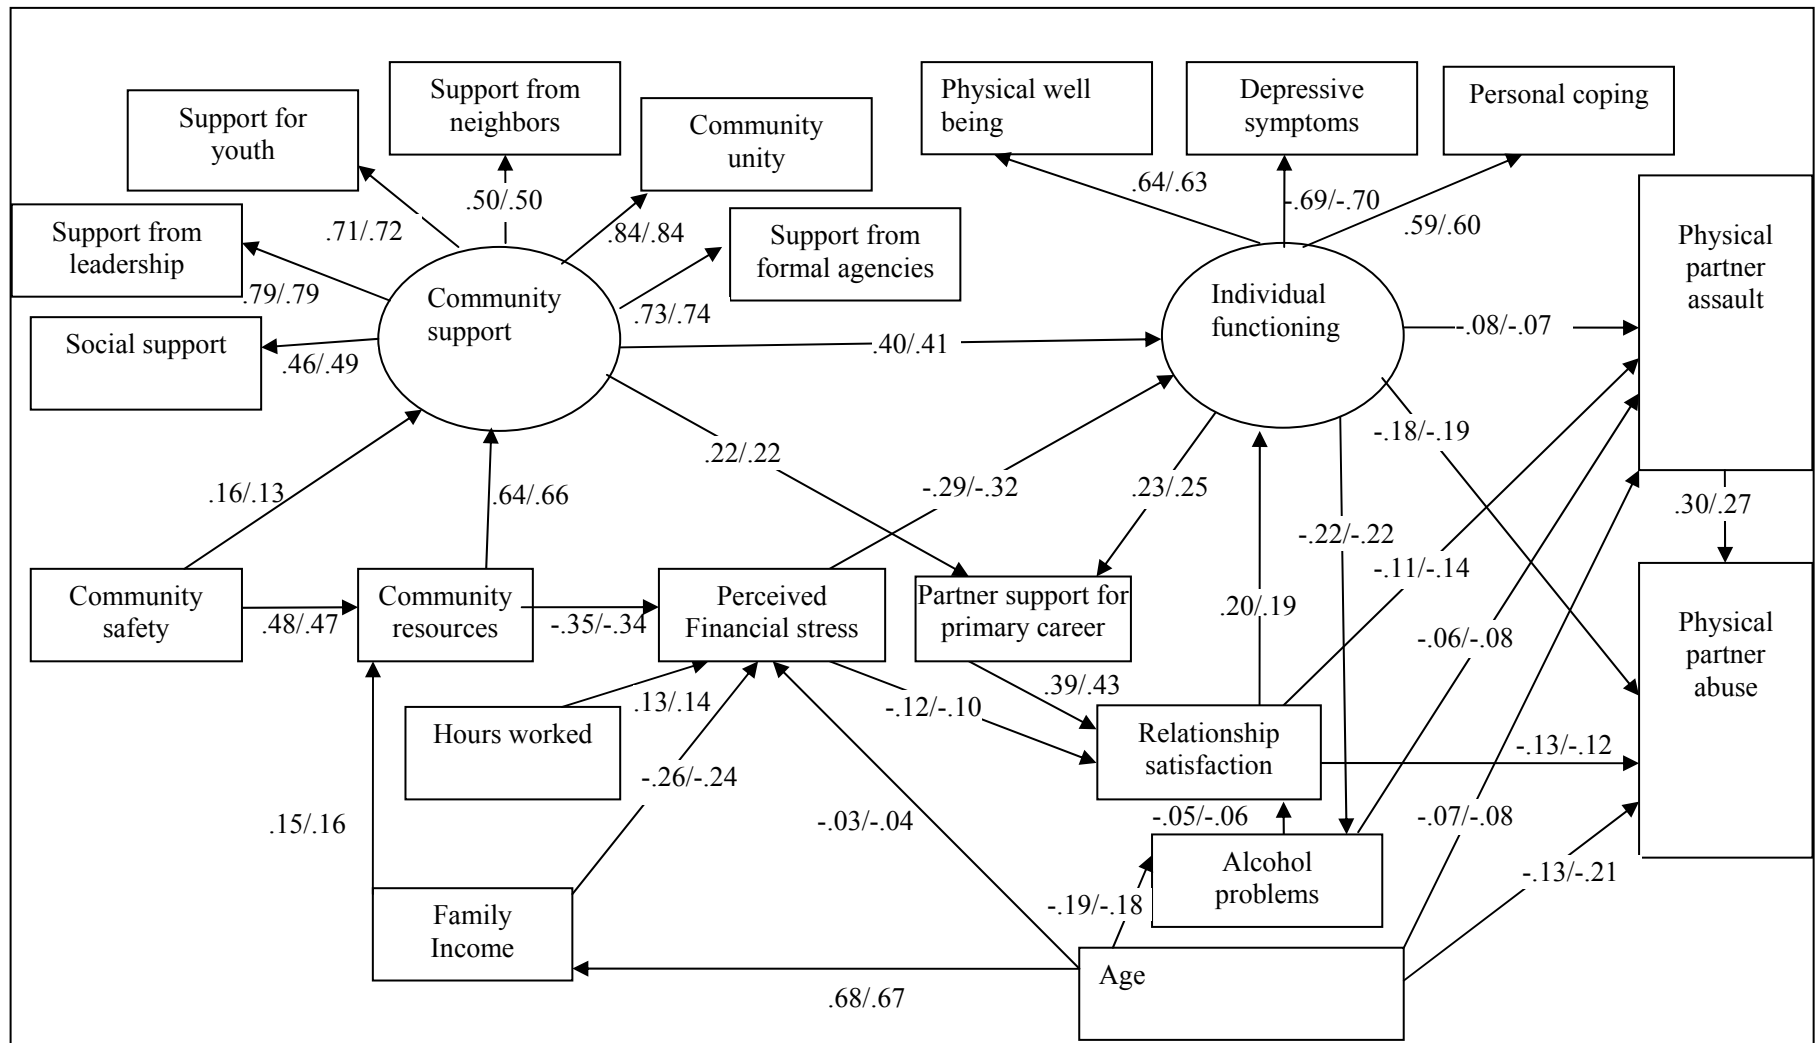 Support from
neighbors
Support for
youth
Community
unity
Physical well
being
Depressive
symptoms
Personal coping
.50/.50
.64/.63
-.69/-.70
.59/.60
Support from
leadership
.71/.72
.84/.84
Support from
formal agencies
Physical
partner
assault
.79/.79
Community
support
.73/.74
Individual
functioning
-.08/-.07
Social support
.46/.49
.40/.41
-.18/-.19
.22/.22
.16/.13
.64/.66
-.29/-.32
.23/.25
.30/.27
-.22/-.22
-.11/-.14
Community
safety
.48/.47
Community
resources
-.35/-.34
Perceived
Financial stress
Partner support for
primary career
.20/.19
-.06/-.08
Physical
partner
abuse
.39/.43
.13/.14
-.12/-.10
Hours worked
Relationship
satisfaction
-.13/-.12
-.26/-.24
.15/.16
-.03/-.04
-.05/-.06
-.07/-.08
Alcohol
problems
-.13/-.21
-.19/-.18
Family
Income
Age
.68/.67